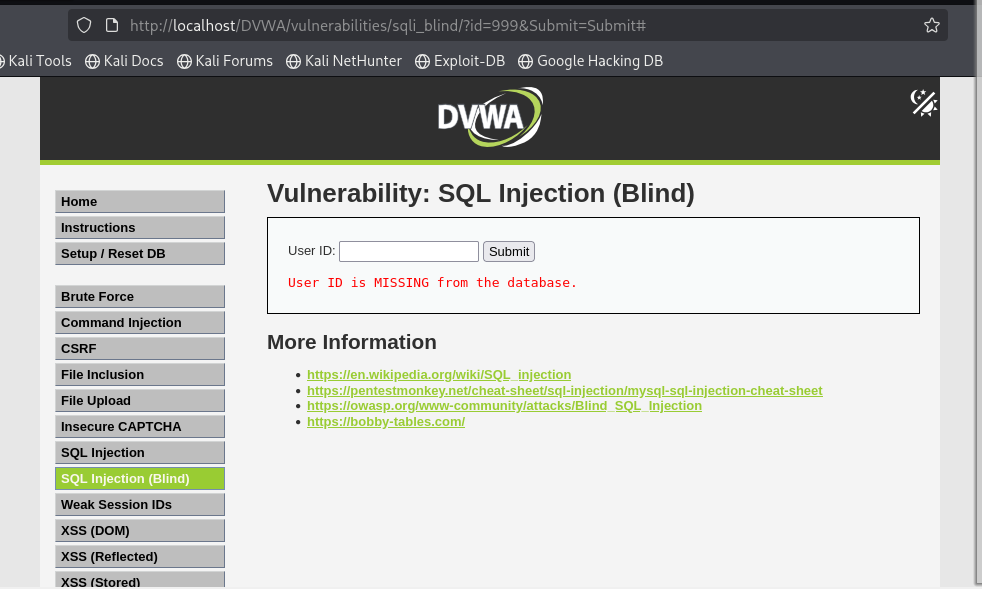 http://localhost/DVWA/vulnerabilities/sqli_blind/?id=999&Submit=Submit#
Kali Tools Kali Docs Kali Forums Kali NetHunter Exploit-DB Google Hacking DB
DVWA
Home
Instructions
Setup / Reset DB
Brute Force
Command Injection
CSRF
File Inclusion
File Upload
Insecure CAPTCHA
SQL Injection
SQL Injection (Blind)
Weak Session IDs
XSS (DOM)
XSS (Reflected)
XSS (Stored)
Vulnerability: SQL Injection (Blind)
User ID: Submit
User ID is MISSING from the database.
More Information
https://en.wikipedia.org/wiki/SQL_injection
https://pentestmonkey.net/cheat-sheet/sql-injection/mysql-sql-injection-cheat-sheet
https://owasp.org/www-community/attacks/Blind_SQL_Injection
https://bobby-tables.com/